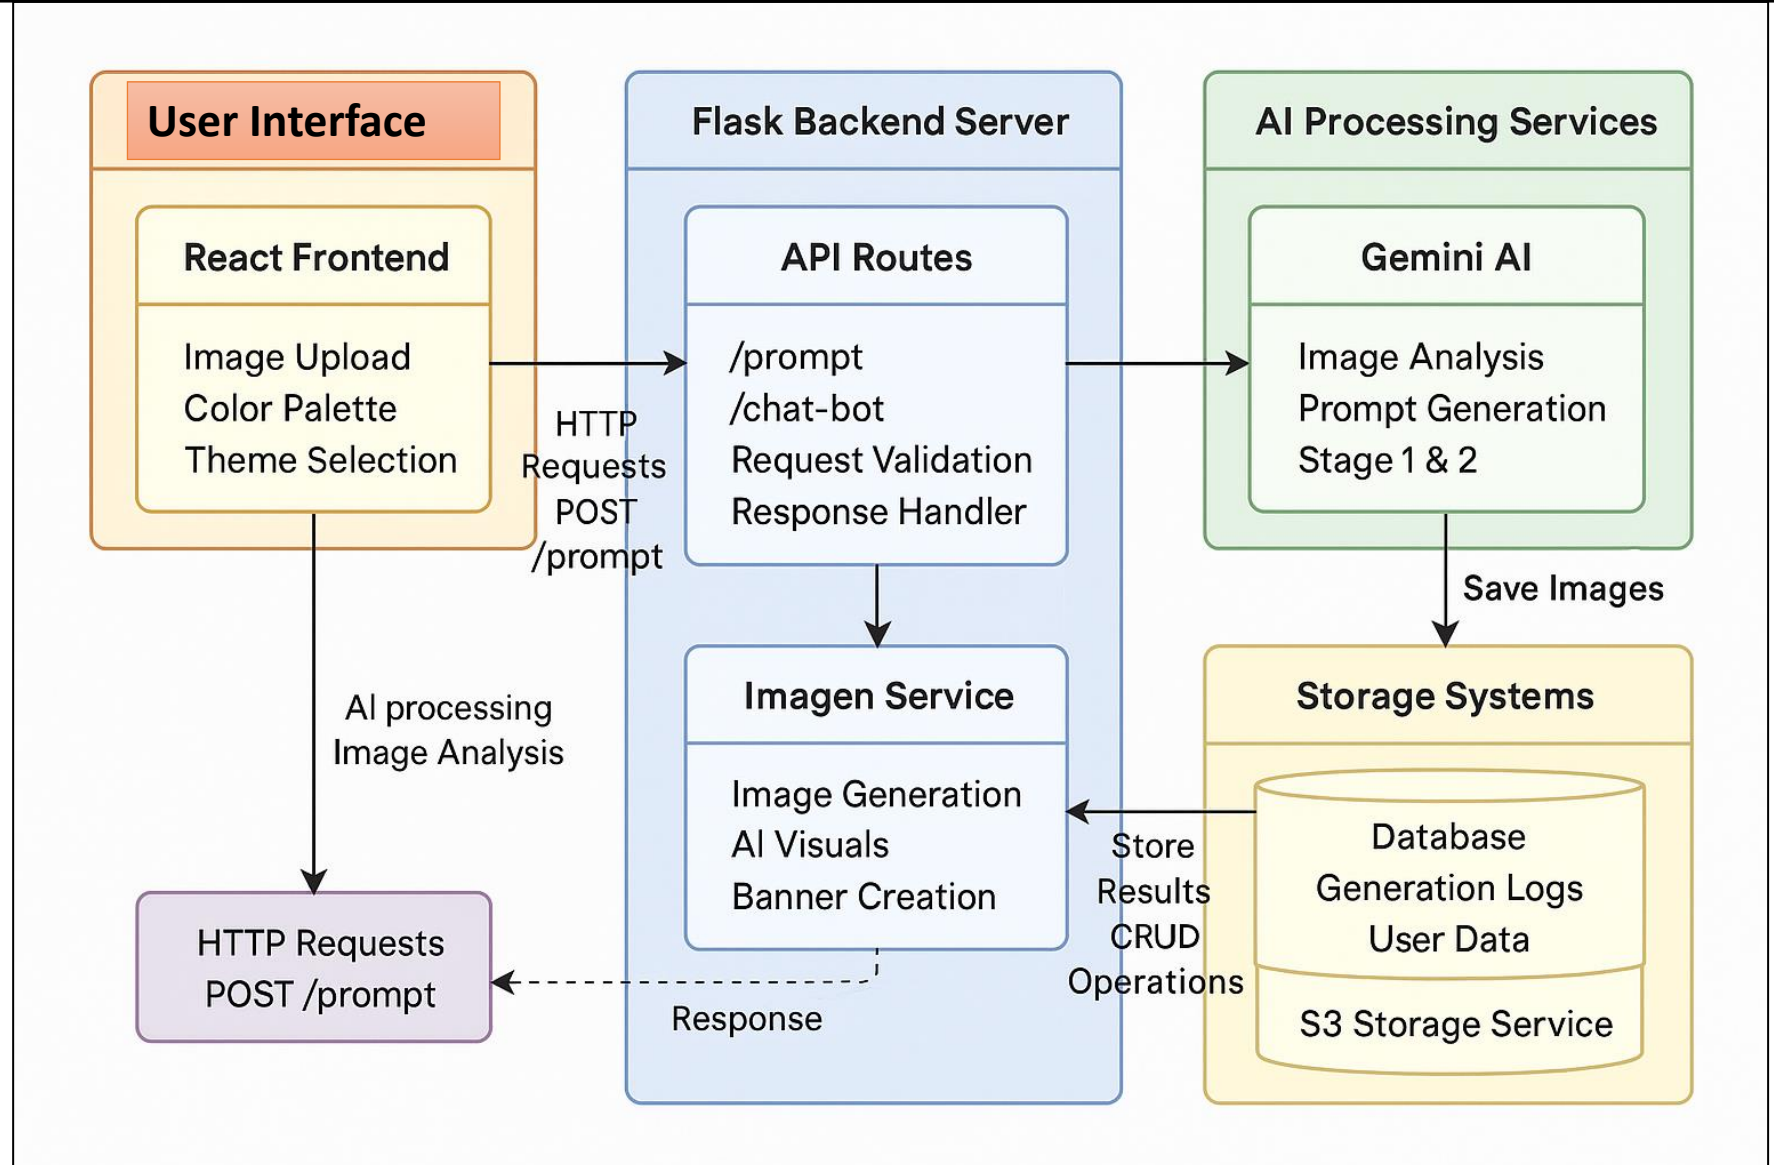 User Interface
React Frontend
Image Upload
Color Palette
Theme Selection
HTTP
Requests
POST
/prompt
AI processing
Image Analysis
HTTP Requests
POST /prompt
Flask Backend Server
API Routes
/prompt
/chat-bot
Request Validation
Response Handler
Imagen Service
Image Generation
AI Visuals
Banner Creation
Response
AI Processing Services
Gemini AI
Image Analysis
Prompt Generation
Stage 1 & 2
Save Images
Storage Systems
Database
Generation Logs
User Data
S3 Storage Service
Store
Results
CRUD
Operations